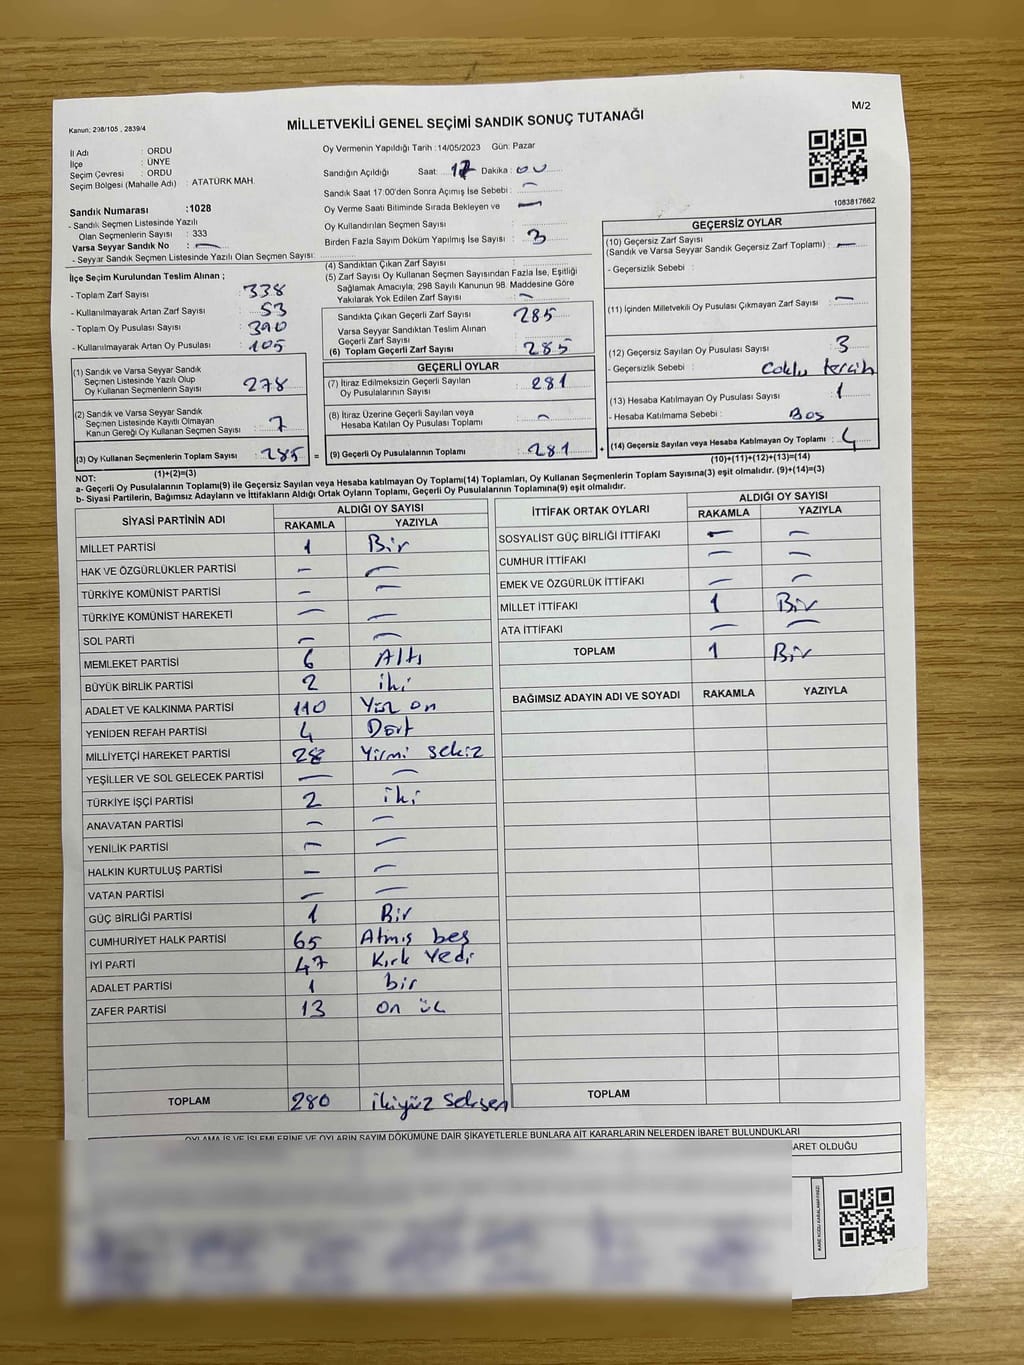 M/2
Kanun: 298/105 , 2839/4
MİLLETVEKİLİ GENEL SEÇİMİ SANDIK SONUÇ TUTANAĞI
İl Adı : ORDU
İlçe : ÜNYE
Seçim Çevresi : ORDU
Seçim Bölgesi (Mahalle Adı) : ATATÜRK MAH.
Sandık Numarası :1028
- Sandık Seçmen Listesinde Yazılı
Olan Seçmenlerin Sayısı : 333
Varsa Seyyar Sandık No : —
- Seyyar Sandık Seçmen Listesinde Yazılı Olan Seçmen Sayısı:
Oy Vermenin Yapıldığı Tarih : 14/05/2023 Gün: Pazar
Sandığın Açıldığı Saat: 17 Dakika: 00
Sandık Saat 17:00'den Sonra Açımış İse Sebebi : —
Oy Verme Saati Bitiminde Sırada Bekleyen ve —
Oy Kullandırılan Seçmen Sayısı
Birden Fazla Sayım Döküm Yapılmış İse Sayısı : 3
1083817662
İlçe Seçim Kurulundan Teslim Alınan ;
- Toplam Zarf Sayısı : 338
- Kullanılmayarak Artan Zarf Sayısı : 53
- Toplam Oy Pusulası Sayısı : 390
- Kullanılmayarak Artan Oy Pusulası : 105
(1) Sandık ve Varsa Seyyar Sandık
Seçmen Listesinde Yazılı Olup
Oy Kullanan Seçmenlerin Sayısı : 278
(2) Sandık ve Varsa Seyyar Sandık
Seçmen Listesinde Kayıtlı Olmayan
Kanun Gereği Oy Kullanan Seçmen Sayısı : 7
(3) Oy Kullanan Seçmenlerin Toplam Sayısı : 285 =
(1)+(2)=(3)
(4) Sandıktan Çıkan Zarf Sayısı :
(5) Zarf Sayısı Oy Kullanan Seçmen Sayısından Fazla İse, Eşitliği
Sağlamak Amacıyla; 298 Sayılı Kanunun 98. Maddesine Göre
Yakılarak Yok Edilen Zarf Sayısı : —
Sandıkta Çıkan Geçerli Zarf Sayısı : 285
Varsa Seyyar Sandıktan Teslim Alınan
Geçerli Zarf Sayısı :
(6) Toplam Geçerli Zarf Sayısı : 285
GEÇERLİ OYLAR
(7) İtiraz Edilmeksizin Geçerli Sayılan
Oy Pusulalarının Sayısı : 281
(8) İtiraz Üzerine Geçerli Sayılan veya
Hesaba Katılan Oy Pusulası Toplamı : —
(9) Geçerli Oy Pusulalarının Toplamı : 281 +
GEÇERSİZ OYLAR
(10) Geçersiz Zarf Sayısı
(Sandık ve Varsa Seyyar Sandık Geçersiz Zarf Toplamı) : —
- Geçersizlik Sebebi :
(11) İçinden Milletvekili Oy Pusulası Çıkmayan Zarf Sayısı : —
(12) Geçersiz Sayılan Oy Pusulası Sayısı : 3
- Geçersizlik Sebebi : Coklu tercih
(13) Hesaba Katılmayan Oy Pusulası Sayısı : 1
- Hesaba Katılmama Sebebi : Boş
(14) Geçersiz Sayılan veya Hesaba Katılmayan Oy Toplamı : 4
(10)+(11)+(12)+(13)=(14)
NOT:
a- Geçerli Oy Pusulalarının Toplamı(9) ile Geçersiz Sayılan veya Hesaba katılmayan Oy Toplamı(14) Toplamları, Oy Kullanan Seçmenlerin Toplam Sayısına(3) eşit olmalıdır. (9)+(14)=(3)
b- Siyasi Partilerin, Bağımsız Adayların ve İttifakların Aldığı Ortak Oyların Toplamı, Geçerli Oy Pusulalarının Toplamına(9) eşit olmalıdır.
SİYASİ PARTİNİN ADI ALDIĞI OY SAYISI
RAKAMLA YAZIYLA
MİLLET PARTİSİ 1 Bir
HAK VE ÖZGÜRLÜKLER PARTİSİ — —
TÜRKİYE KOMÜNİST PARTİSİ — —
TÜRKİYE KOMÜNİST HAREKETİ — —
SOL PARTİ — —
MEMLEKET PARTİSİ 6 Altı
BÜYÜK BİRLİK PARTİSİ 2 iki
ADALET VE KALKINMA PARTİSİ 110 Yüz on
YENİDEN REFAH PARTİSİ 4 Dört
MİLLİYETÇİ HAREKET PARTİSİ 28 Yirmi sekiz
YEŞİLLER VE SOL GELECEK PARTİSİ — —
TÜRKİYE İŞÇİ PARTİSİ 2 iki
ANAVATAN PARTİSİ — —
YENİLİK PARTİSİ — —
HALKIN KURTULUŞ PARTİSİ — —
VATAN PARTİSİ — —
GÜÇ BİRLİĞİ PARTİSİ 1 Bir
CUMHURİYET HALK PARTİSİ 65 Atmış beş
İYİ PARTİ 47 Kırk Yedi
ADALET PARTİSİ 1 bir
ZAFER PARTİSİ 13 on üç
TOPLAM 280 ikiyüz seksen
İTTİFAK ORTAK OYLARI ALDIĞI OY SAYISI
RAKAMLA YAZIYLA
SOSYALİST GÜÇ BİRLİĞİ İTTİFAKI — —
CUMHUR İTTİFAKI — —
EMEK VE ÖZGÜRLÜK İTTİFAKI — —
MİLLET İTTİFAKI 1 Bir
ATA İTTİFAKI — —
TOPLAM 1 Bir
BAĞIMSIZ ADAYIN ADI VE SOYADI RAKAMLA YAZIYLA
TOPLAM
OYLAMA İŞ VE İŞLEMLERİNE VE OYLARIN SAYIM DÖKÜMÜNE DAİR ŞİKAYETLERLE BUNLARA AİT KARARLARIN NELERDEN İBARET BULUNDUKLARI
BARET OLDUĞU